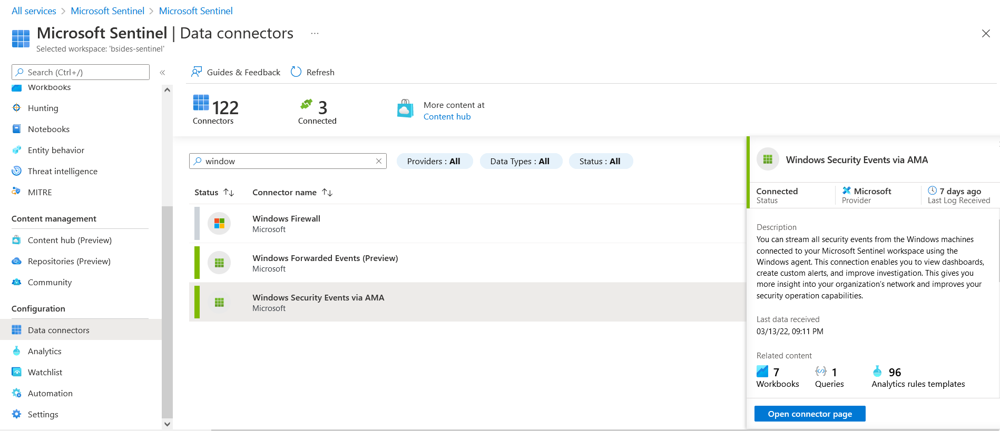 All services > Microsoft Sentinel > Microsoft Sentinel
Microsoft Sentinel | Data connectors ...
Selected workspace: 'bsides-sentinel'
Search (Ctrl+/) «
Workbooks
Hunting
Notebooks
Entity behavior
Threat intelligence
MITRE
Content management
Content hub (Preview)
Repositories (Preview)
Community
Configuration
Data connectors
Analytics
Watchlist
Automation
Settings
Guides & Feedback Refresh
122
Connectors
3
Connected
More content at
Content hub
window
Providers : All Data Types : All Status : All
Status ↑↓ Connector name ↑↓
Windows Firewall
Microsoft
Windows Forwarded Events (Preview)
Microsoft
Windows Security Events via AMA
Microsoft
Windows Security Events via AMA
Connected
Status
Microsoft
Provider
7 days ago
Last Log Received
Description
You can stream all security events from the Windows machines
connected to your Microsoft Sentinel workspace using the
Windows agent. This connection enables you to view dashboards,
create custom alerts, and improve investigation. This gives you
more insight into your organization's network and improves your
security operation capabilities.
Last data received
03/13/22, 09:11 PM
Related content
7
Workbooks
1
Queries
96
Analytics rules templates
Open connector page